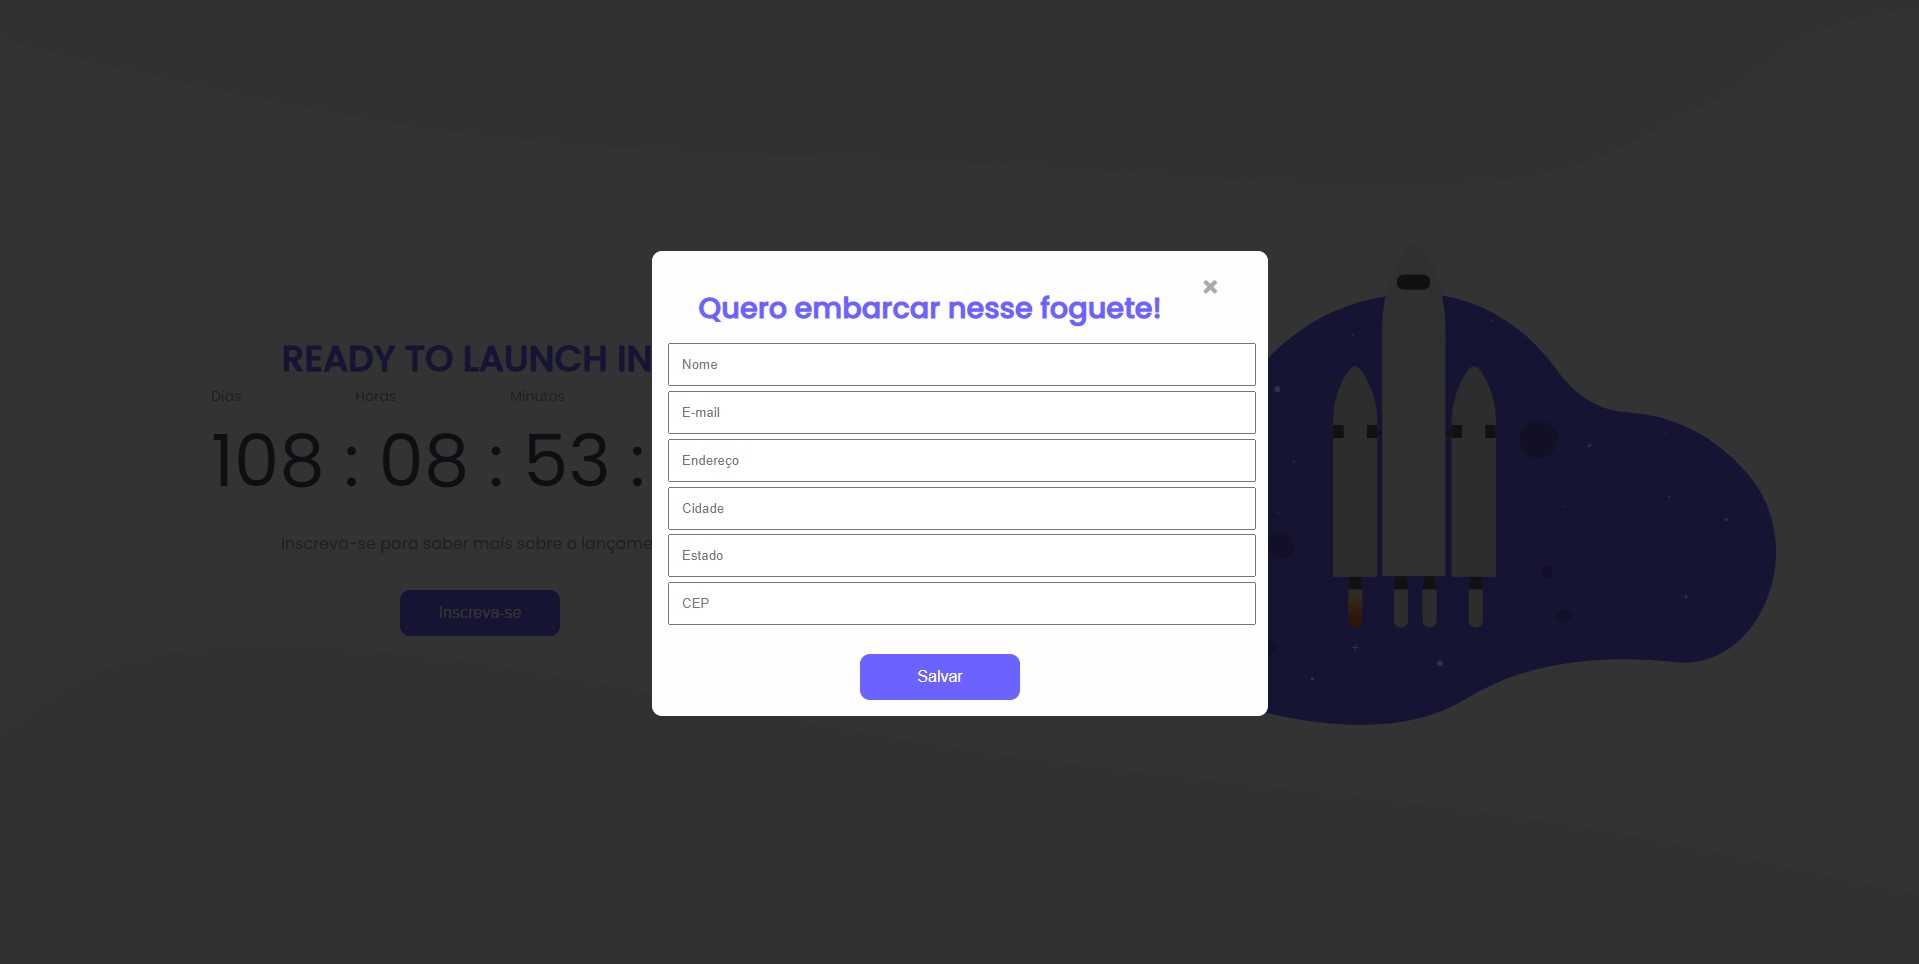 Quero embarcar nesse foguete!
Nome
E-mail
Endereço
Cidade
Estado
CEP
Salvar
READY TO LAUNCH IN
Dias Horas Minutos
108 : 08 : 53 :
Inscreva-se para saber mais sobre o lançame
Inscreva-se